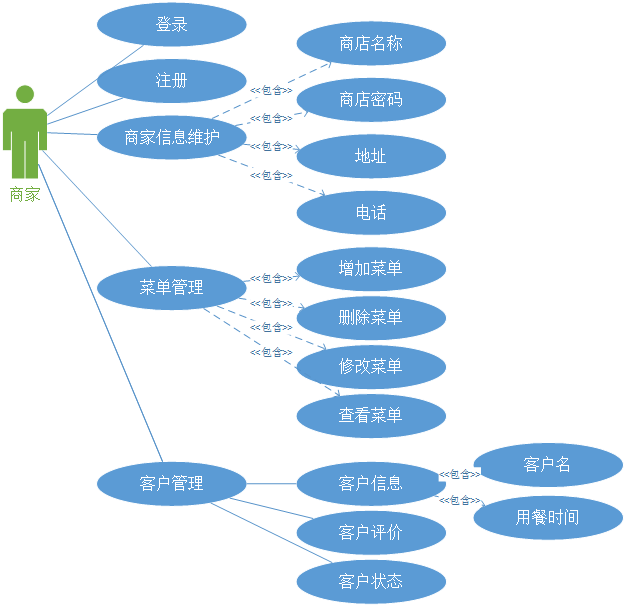 登录
注册
商家
商家信息维护
<<包含>>
商店名称
<<包含>>
商店密码
<<包含>>
地址
<<包含>>
电话
菜单管理
<<包含>>
增加菜单
<<包含>>
删除菜单
<<包含>>
修改菜单
<<包含>>
查看菜单
客户管理
客户信息
<<包含>>
客户名
<<包含>>
用餐时间
客户评价
客户状态